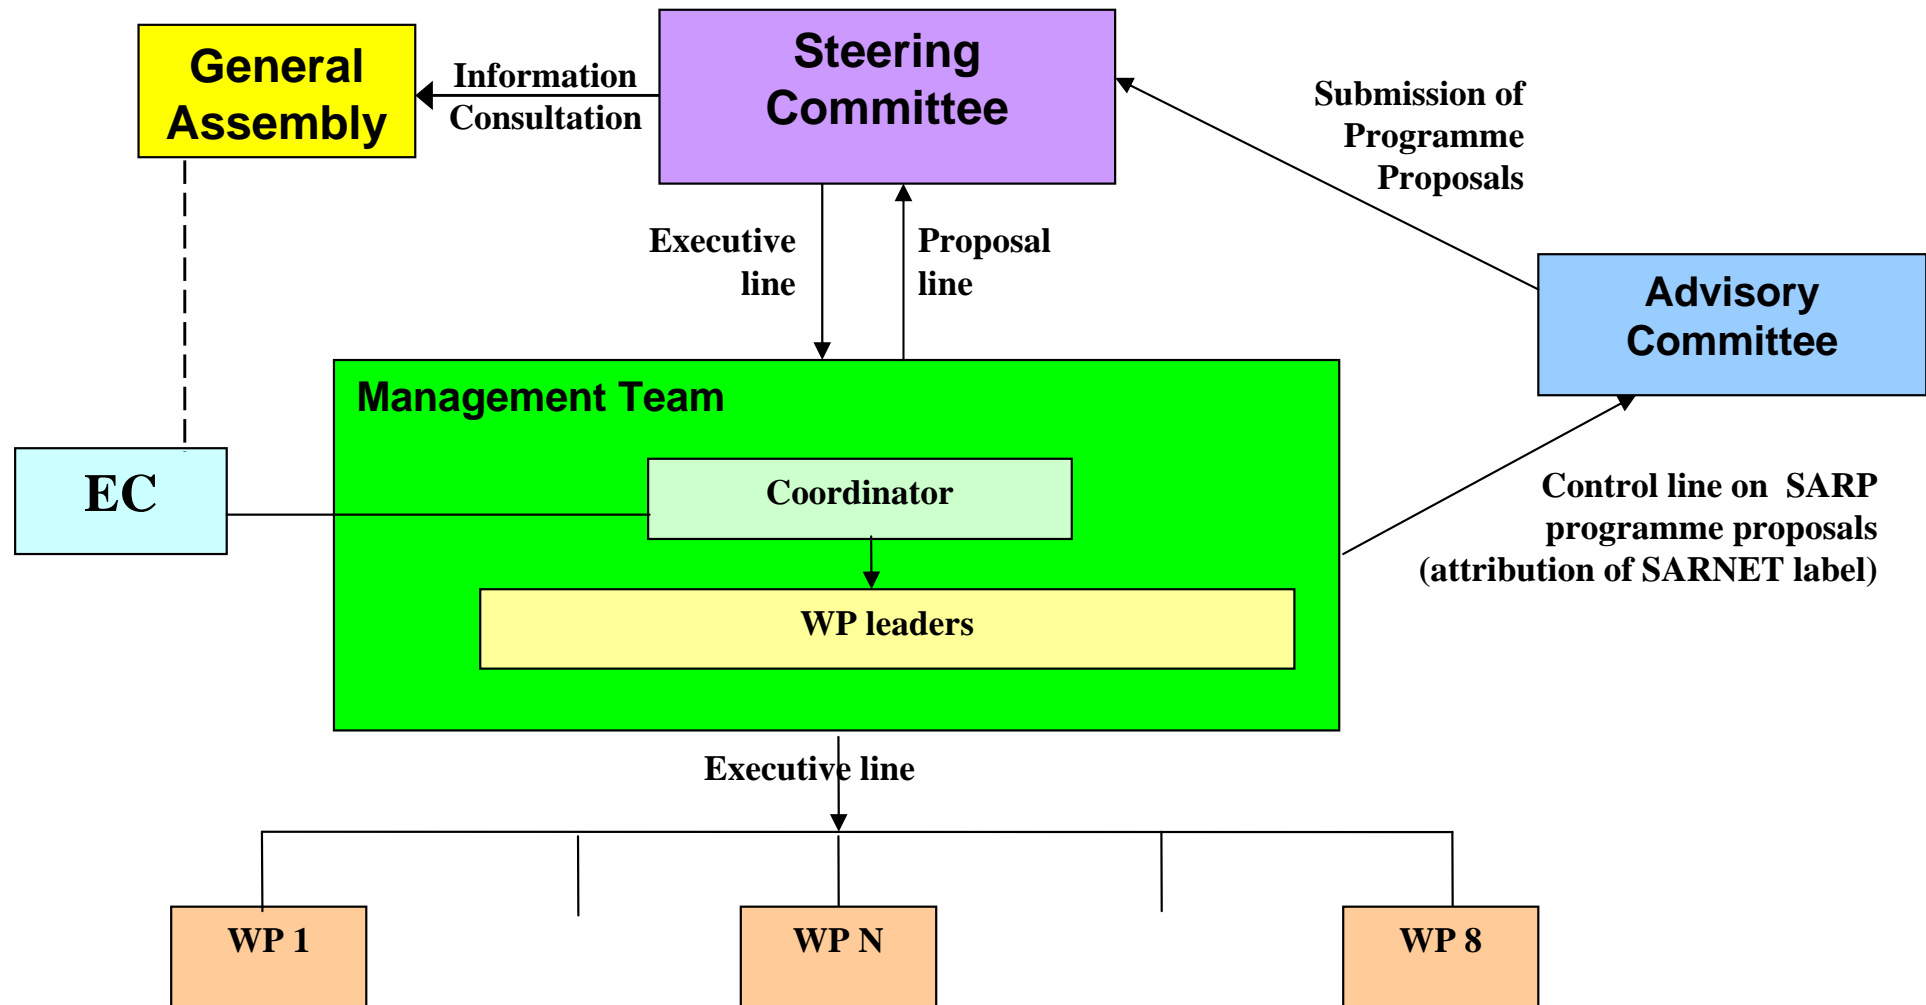 General
Assembly
Information
Consultation
Steering
Committee
Submission of
Programme
Proposals
Executive
line
Proposal
line
Advisory
Committee
Management Team
EC
Coordinator
Control line on  SARP
programme proposals
(attribution of SARNET label)
WP leaders
Executive line
WP 1
WP N
WP 8